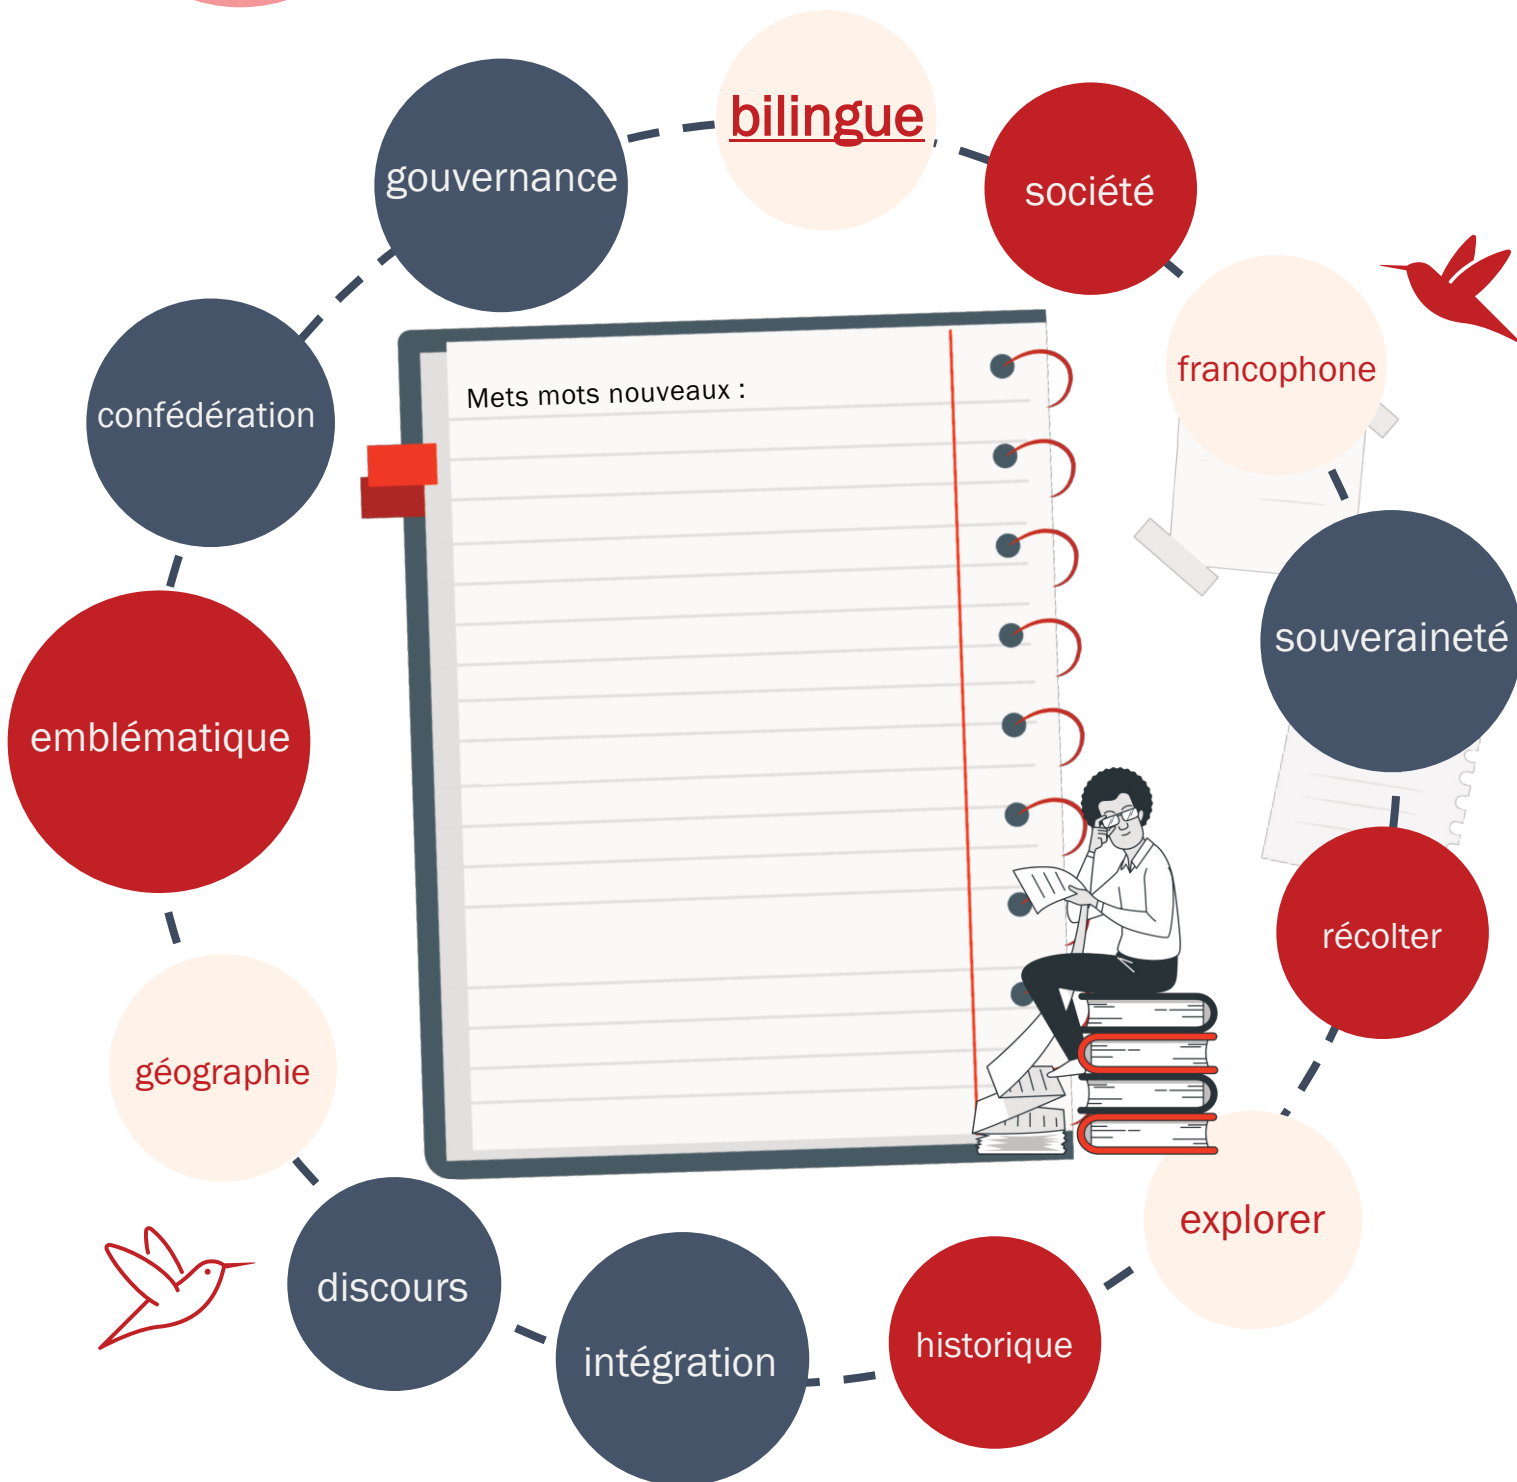 bilingue
société
francophone
souveraineté
récolter
explorer
historique
intégration
discours
géographie
emblématique
confédération
gouvernance
Mets mots nouveaux :